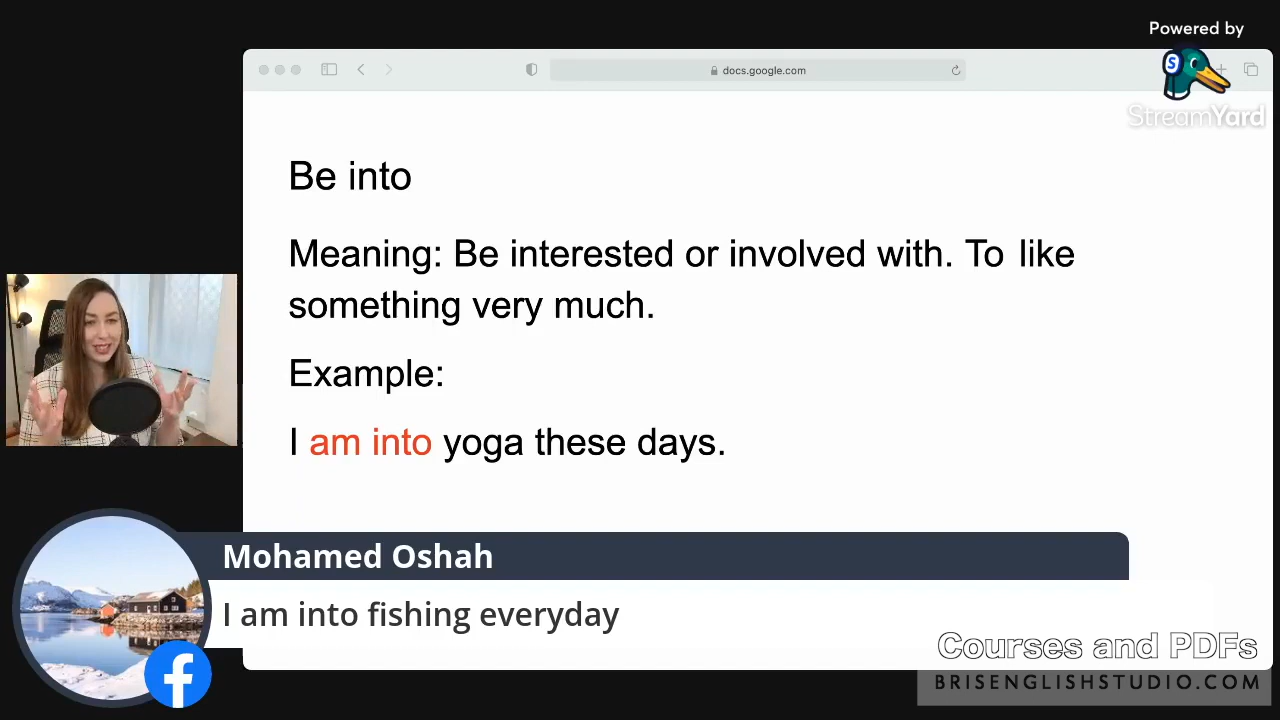 Powered by
StreamYard
docs.google.com
Be into
Meaning: Be interested or involved with. To like
something very much.
Example:
I am into yoga these days.
Mohamed Oshah
I am into fishing everyday
Courses and PDFs
BRISENGLISHSTUDIO.COM